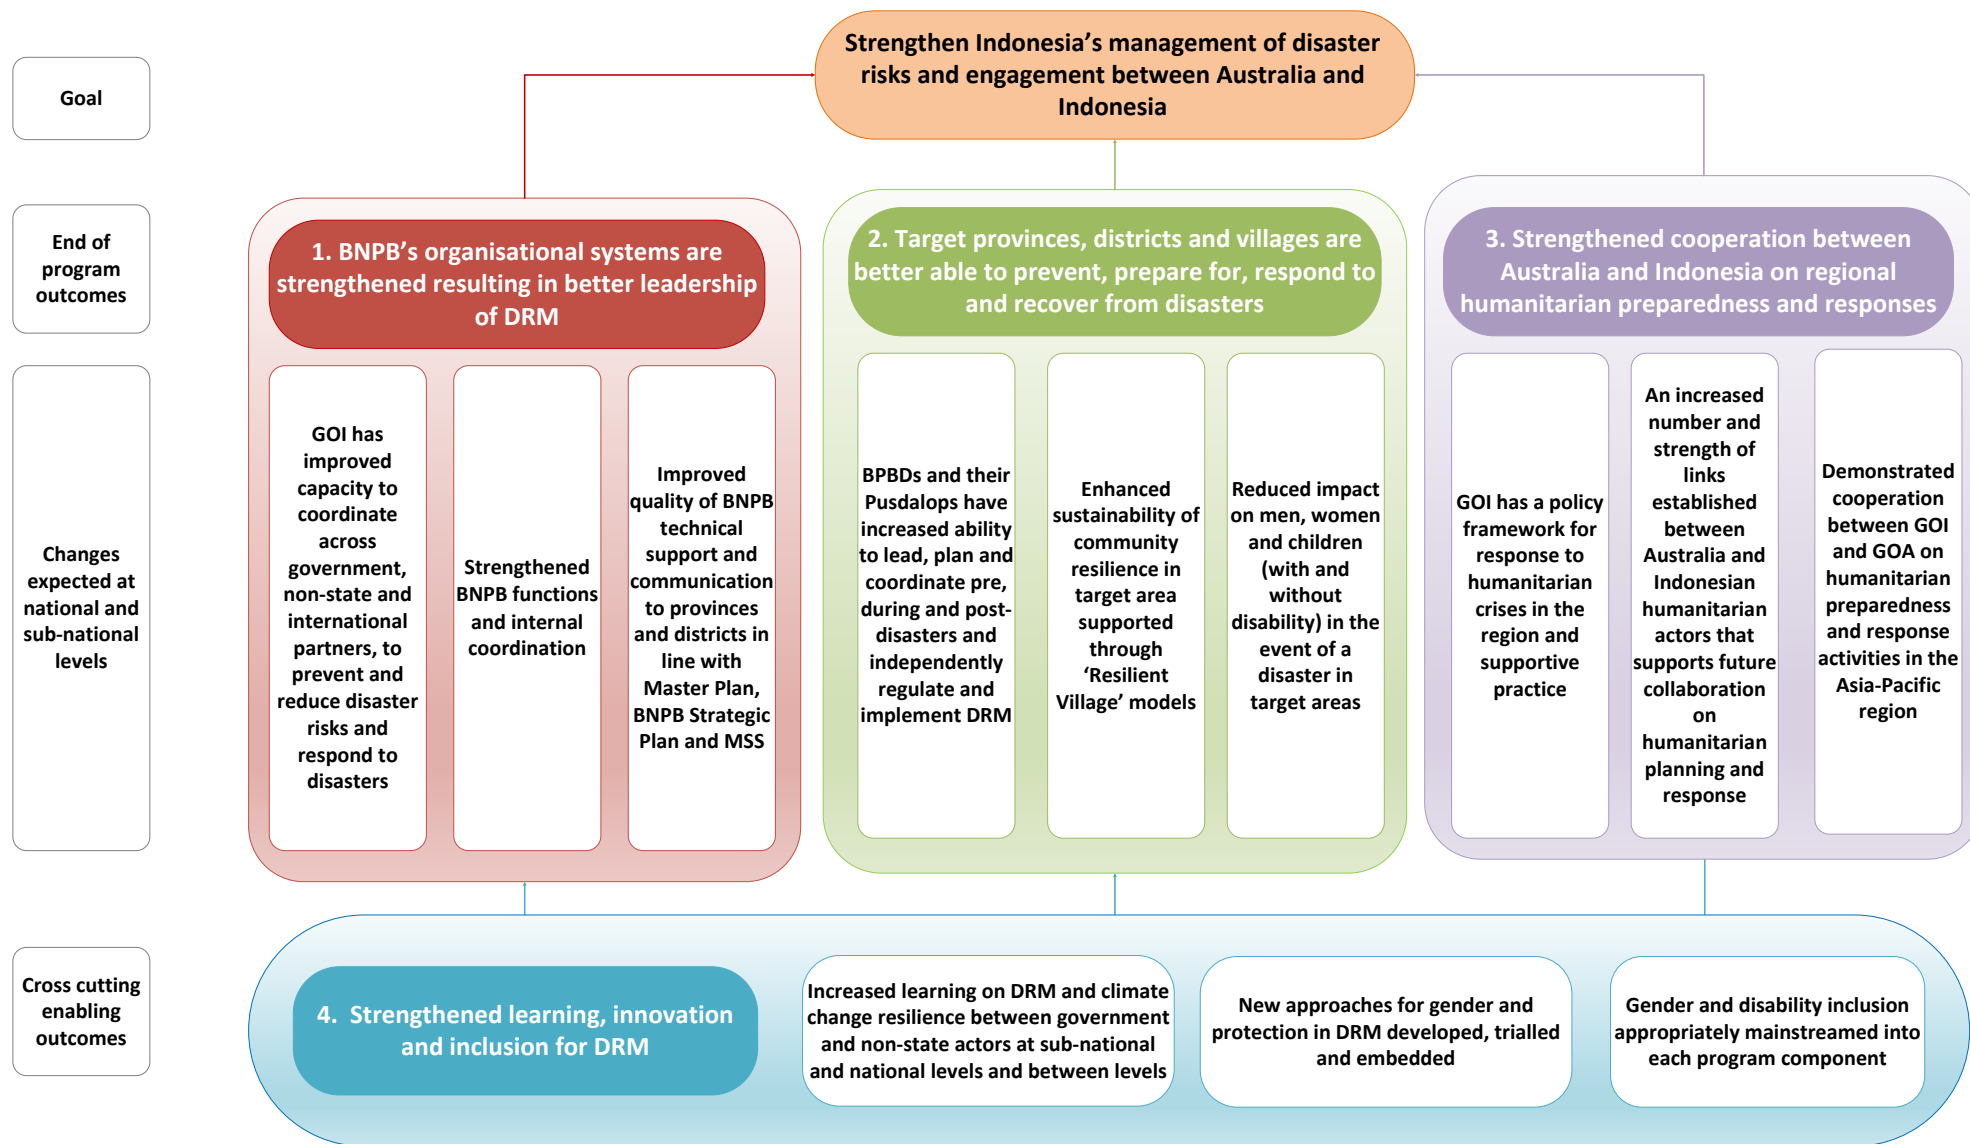 Goal
Strengthen Indonesia’s management of disaster
risks and engagement between Australia and
Indonesia
End of
program
outcomes
1. BNPB’s organisational systems are
strengthened resulting in better leadership
of DRM
2. Target provinces, districts and villages are
better able to prevent, prepare for, respond to
and recover from disasters
3. Strengthened cooperation between
Australia and Indonesia on regional
humanitarian preparedness and responses
Changes
expected at
national and
sub-national
levels
GOI has
improved
capacity to
coordinate
across
government,
non-state and
international
partners, to
prevent and
reduce disaster
risks and
respond to
disasters
Strengthened
BNPB functions
and internal
coordination
Improved
quality of BNPB
technical
support and
communication
to provinces
and districts in
line with
Master Plan,
BNPB Strategic
Plan and MSS
BPBDs and their
Pusdalops have
increased ability
to lead, plan and
coordinate pre,
during and post-
disasters and
independently
regulate and
implement DRM
Enhanced
sustainability of
community
resilience in
target area
supported
through
‘Resilient
Village’ models
Reduced impact
on men, women
and children
(with and
without
disability) in the
event of a
disaster in
target areas
GOI has a policy
framework for
response to
humanitarian
crises in the
region and
supportive
practice
An increased
number and
strength of
links
established
between
Australia and
Indonesian
humanitarian
actors that
supports future
collaboration
on
humanitarian
planning and
response
Demonstrated
cooperation
between GOI
and GOA on
humanitarian
preparedness
and response
activities in the
Asia-Pacific
region
Cross cutting
enabling
outcomes
4. Strengthened learning, innovation
and inclusion for DRM
Increased learning on DRM and climate
change resilience between government
and non-state actors at sub-national
and national levels and between levels
New approaches for gender and
protection in DRM developed, trialled
and embedded
Gender and disability inclusion
appropriately mainstreamed into
each program component